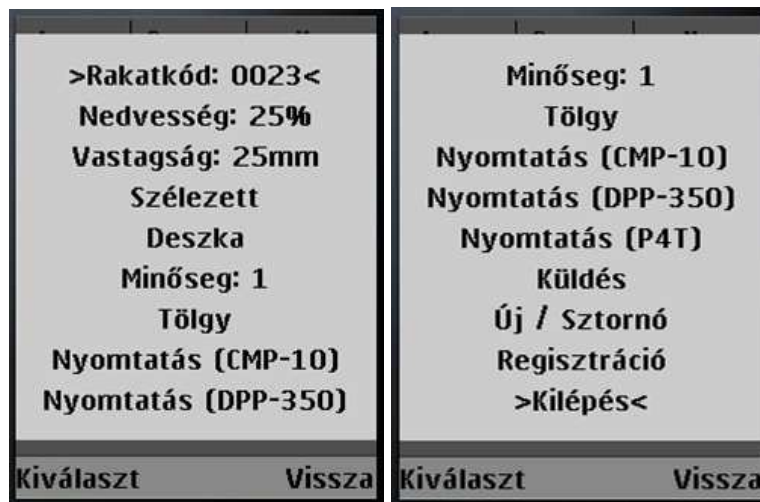 >Rakatkód: 0023<
Nedvesség: 25%
Vastagság: 25mm
Szélezett
Deszka
Minőseg: 1
Tölgy
Nyomtatás (CMP-10)
Nyomtatás (DPP-350)
Kiválaszt Vissza
Minőseg: 1
Tölgy
Nyomtatás (CMP-10)
Nyomtatás (DPP-350)
Nyomtatás (P4T)
Küldés
Új / Sztornó
Regisztráció
>Kilépés<
Kiválaszt Vissza